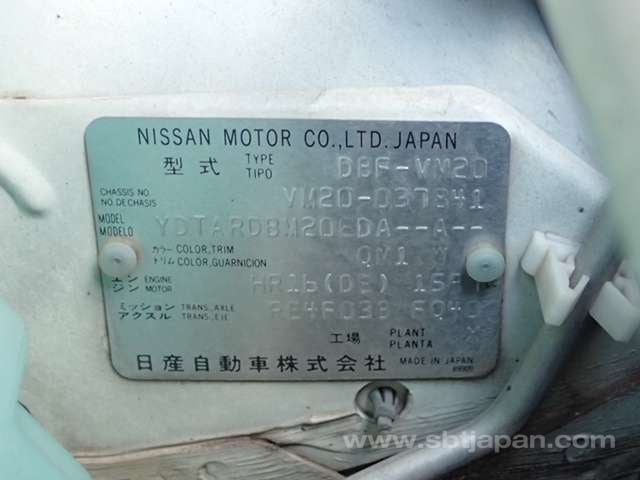 NISSAN MOTOR CO.,LTD. JAPAN
型式 TYPE TIPO DBF-VM20
CHASSIS NO. NO. DE CHASIS VM20-037841
MODEL MODELO
カラー COLOR, TRIM
トリム COLOR, GUARNICION QM1
エンジン ENGINE MOTOR HR16(DE)
ミッション TRANS., AXLE
アクスル TRANS., EJE RE4F03B
工場 PLANT PLANTA
日産自動車株式会社 MADE IN JAPAN
www.sbtjapan.com